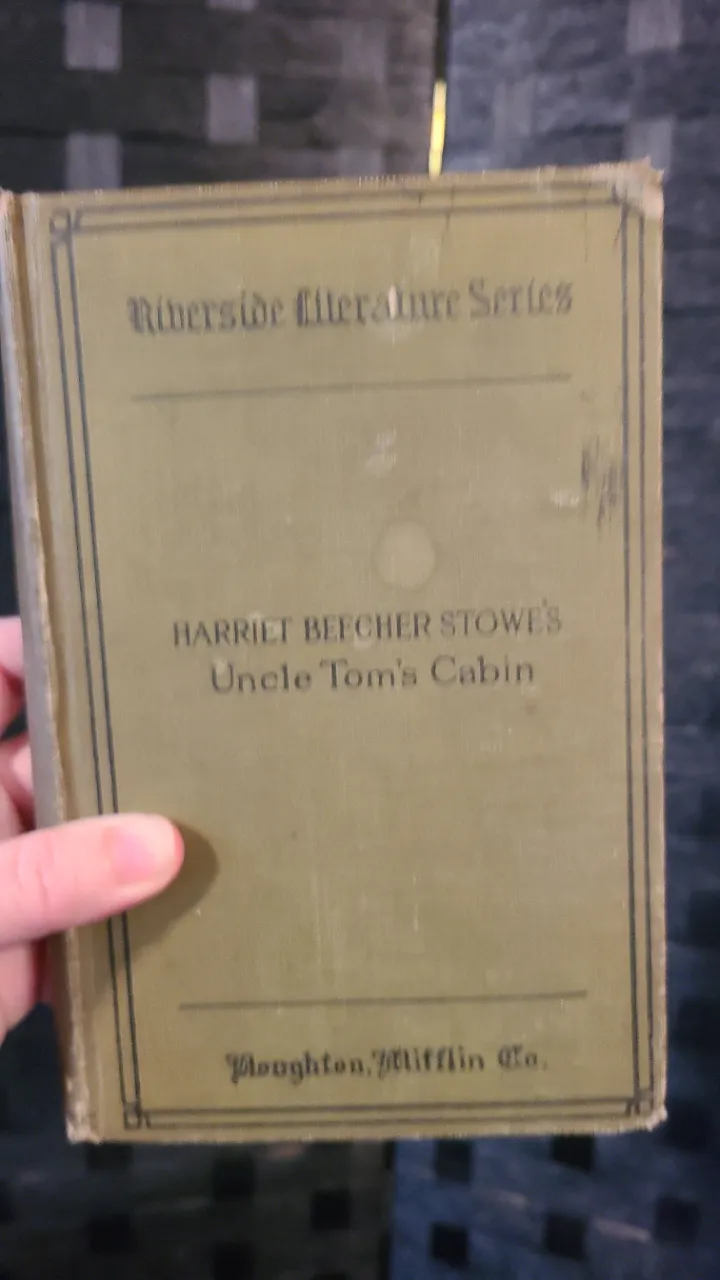 Riverside Literature Series
HARRIET BEECHER STOWE'S
Uncle Tom's Cabin
Houghton, Mifflin Co.